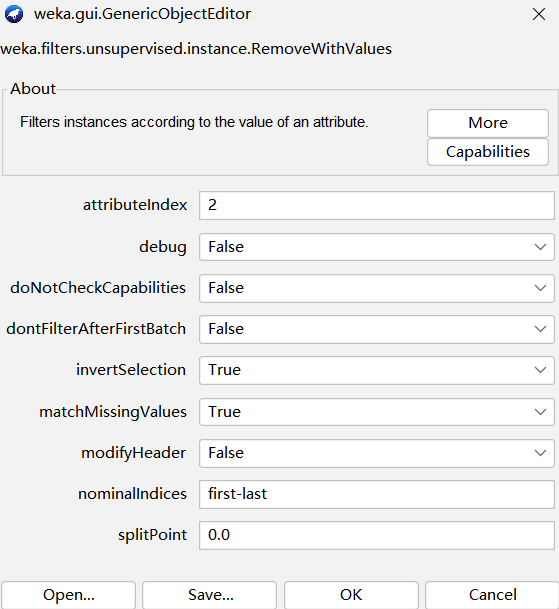 weka.gui.GenericObjectEditor
weka.filters.unsupervised.instance.RemoveWithValues
About
Filters instances according to the value of an attribute.
More
Capabilities
attributeIndex 2
debug False
doNotCheckCapabilities False
dontFilterAfterFirstBatch False
invertSelection True
matchMissingValues True
modifyHeader False
nominalIndices first-last
splitPoint 0.0
Open... Save... OK Cancel